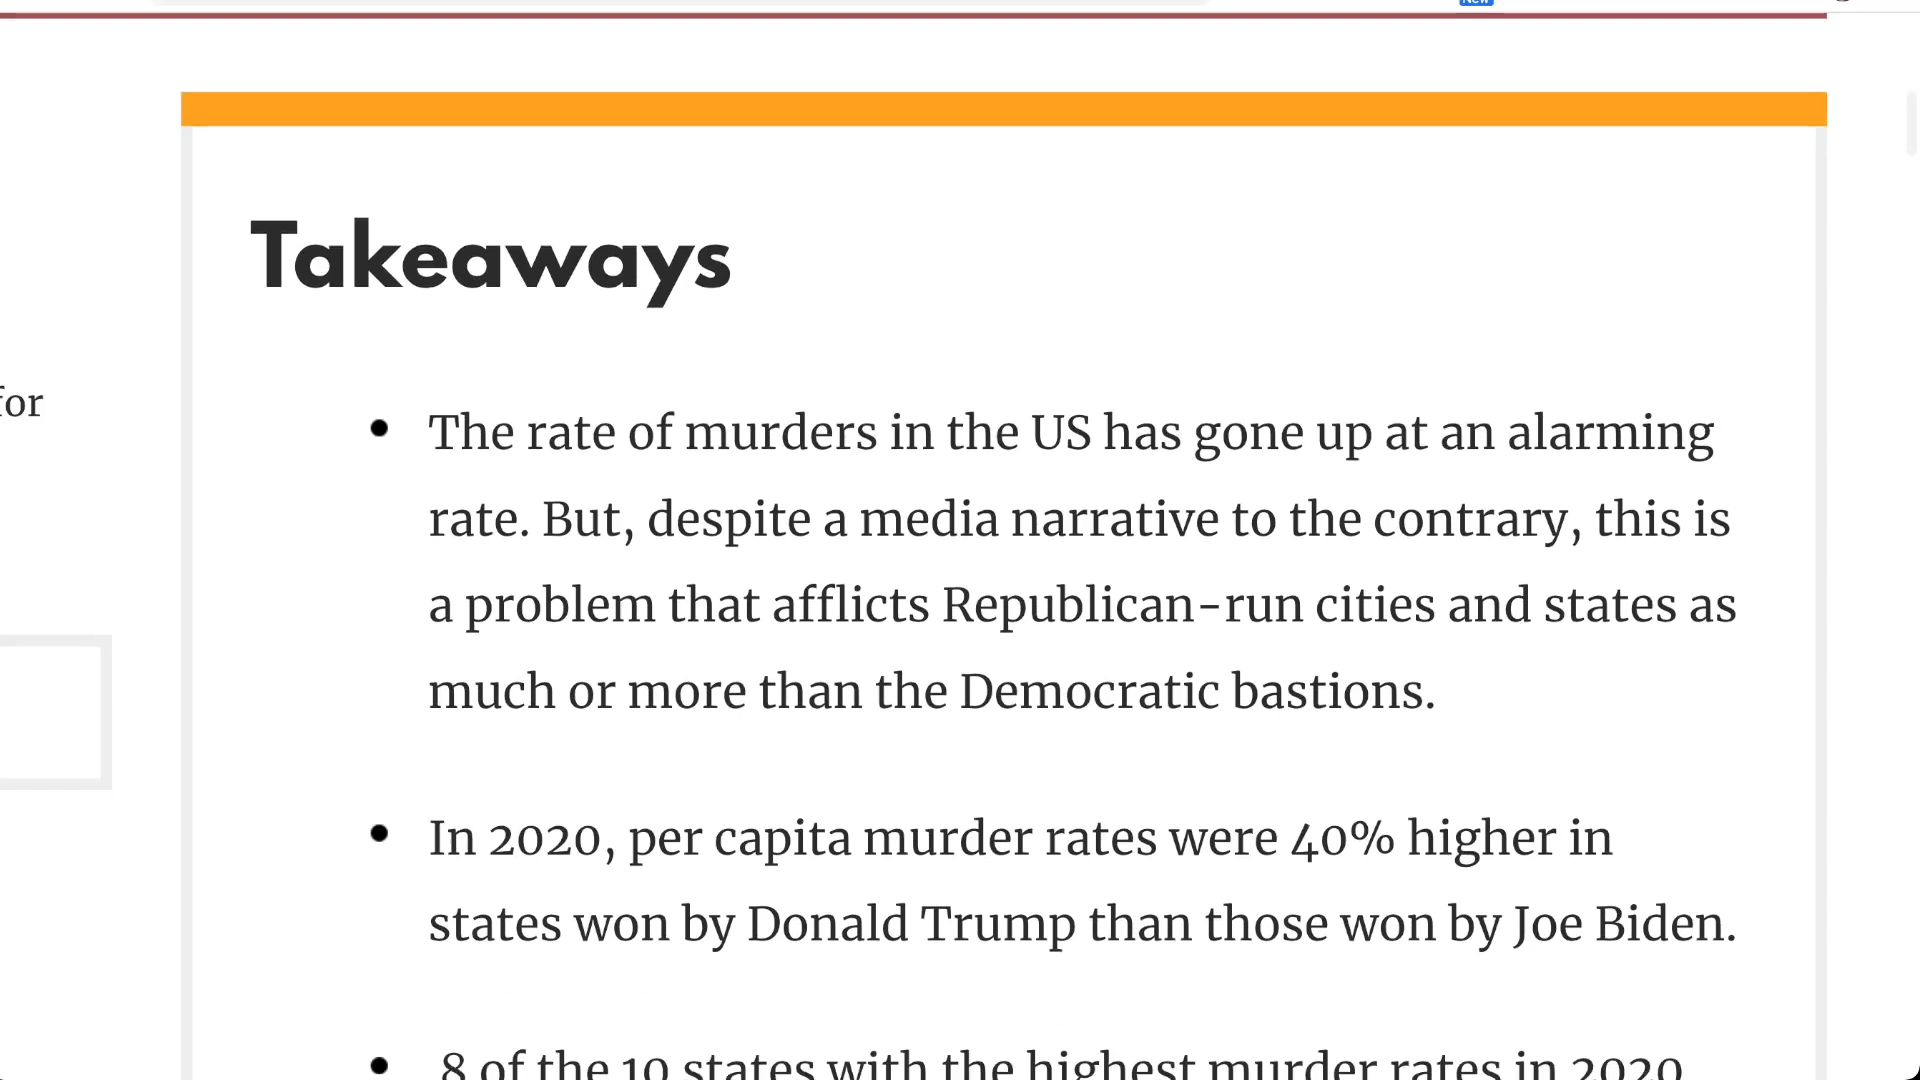 New
for
Takeaways
• The rate of murders in the US has gone up at an alarming
rate. But, despite a media narrative to the contrary, this is
a problem that afflicts Republican-run cities and states as
much or more than the Democratic bastions.
• In 2020, per capita murder rates were 40% higher in
states won by Donald Trump than those won by Joe Biden.
• 8 of the 10 states with the highest murder rates in 2020